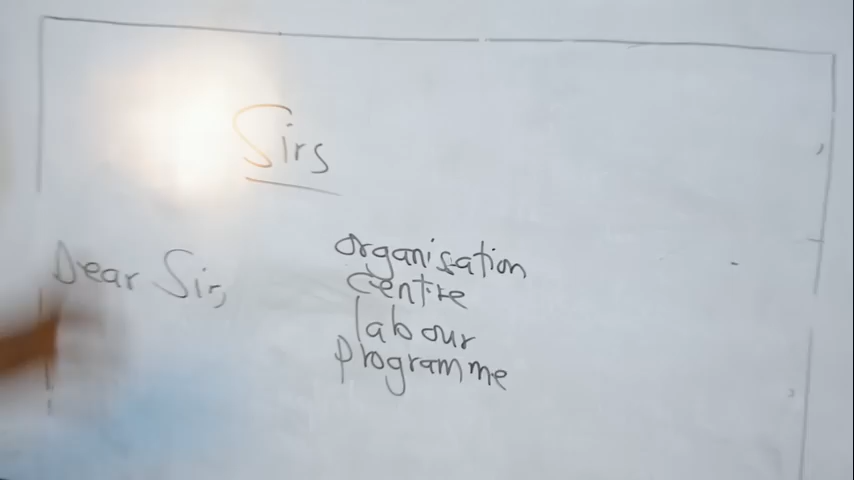 Sirs
Dear Sir,
organisation
centre
labour
programme